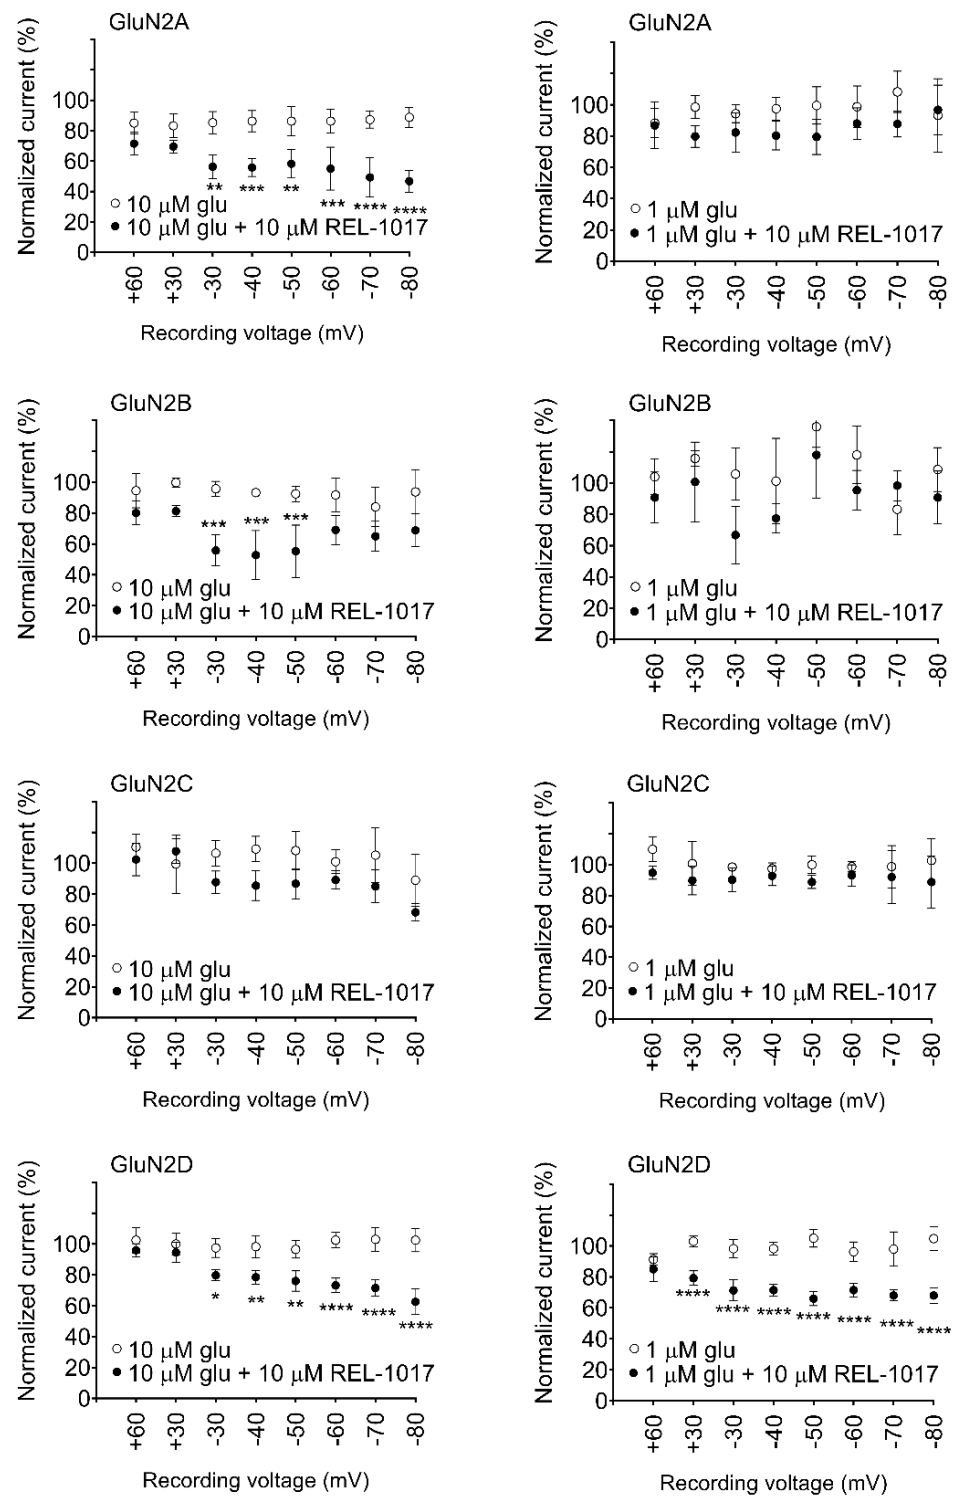 GluN2A
Normalized current (%)
100
80
60
40
20
0
** *** ** *** **** ****
10 μM glu
10 μM glu + 10 μM REL-1017
+60 +30 -30 -40 -50 -60 -70 -80
Recording voltage (mV)
GluN2A
Normalized current (%)
100
80
60
40
20
0
1 μM glu
1 μM glu + 10 μM REL-1017
+60 +30 -30 -40 -50 -60 -70 -80
Recording voltage (mV)
GluN2B
Normalized current (%)
100
80
60
40
20
0
*** *** ***
10 μM glu
10 μM glu + 10 μM REL-1017
+60 +30 -30 -40 -50 -60 -70 -80
Recording voltage (mV)
GluN2B
Normalized current (%)
100
80
60
40
20
0
1 μM glu
1 μM glu + 10 μM REL-1017
+60 +30 -30 -40 -50 -60 -70 -80
Recording voltage (mV)
GluN2C
Normalized current (%)
100
80
60
40
20
0
10 μM glu
10 μM glu + 10 μM REL-1017
+60 +30 -30 -40 -50 -60 -70 -80
Recording voltage (mV)
GluN2C
Normalized current (%)
100
80
60
40
20
0
1 μM glu
1 μM glu + 10 μM REL-1017
+60 +30 -30 -40 -50 -60 -70 -80
Recording voltage (mV)
GluN2D
Normalized current (%)
100
80
60
40
20
0
* ** ** **** **** ****
10 μM glu
10 μM glu + 10 μM REL-1017
+60 +30 -30 -40 -50 -60 -70 -80
Recording voltage (mV)
GluN2D
Normalized current (%)
100
80
60
40
20
0
**** **** **** **** **** **** ****
1 μM glu
1 μM glu + 10 μM REL-1017
+60 +30 -30 -40 -50 -60 -70 -80
Recording voltage (mV)